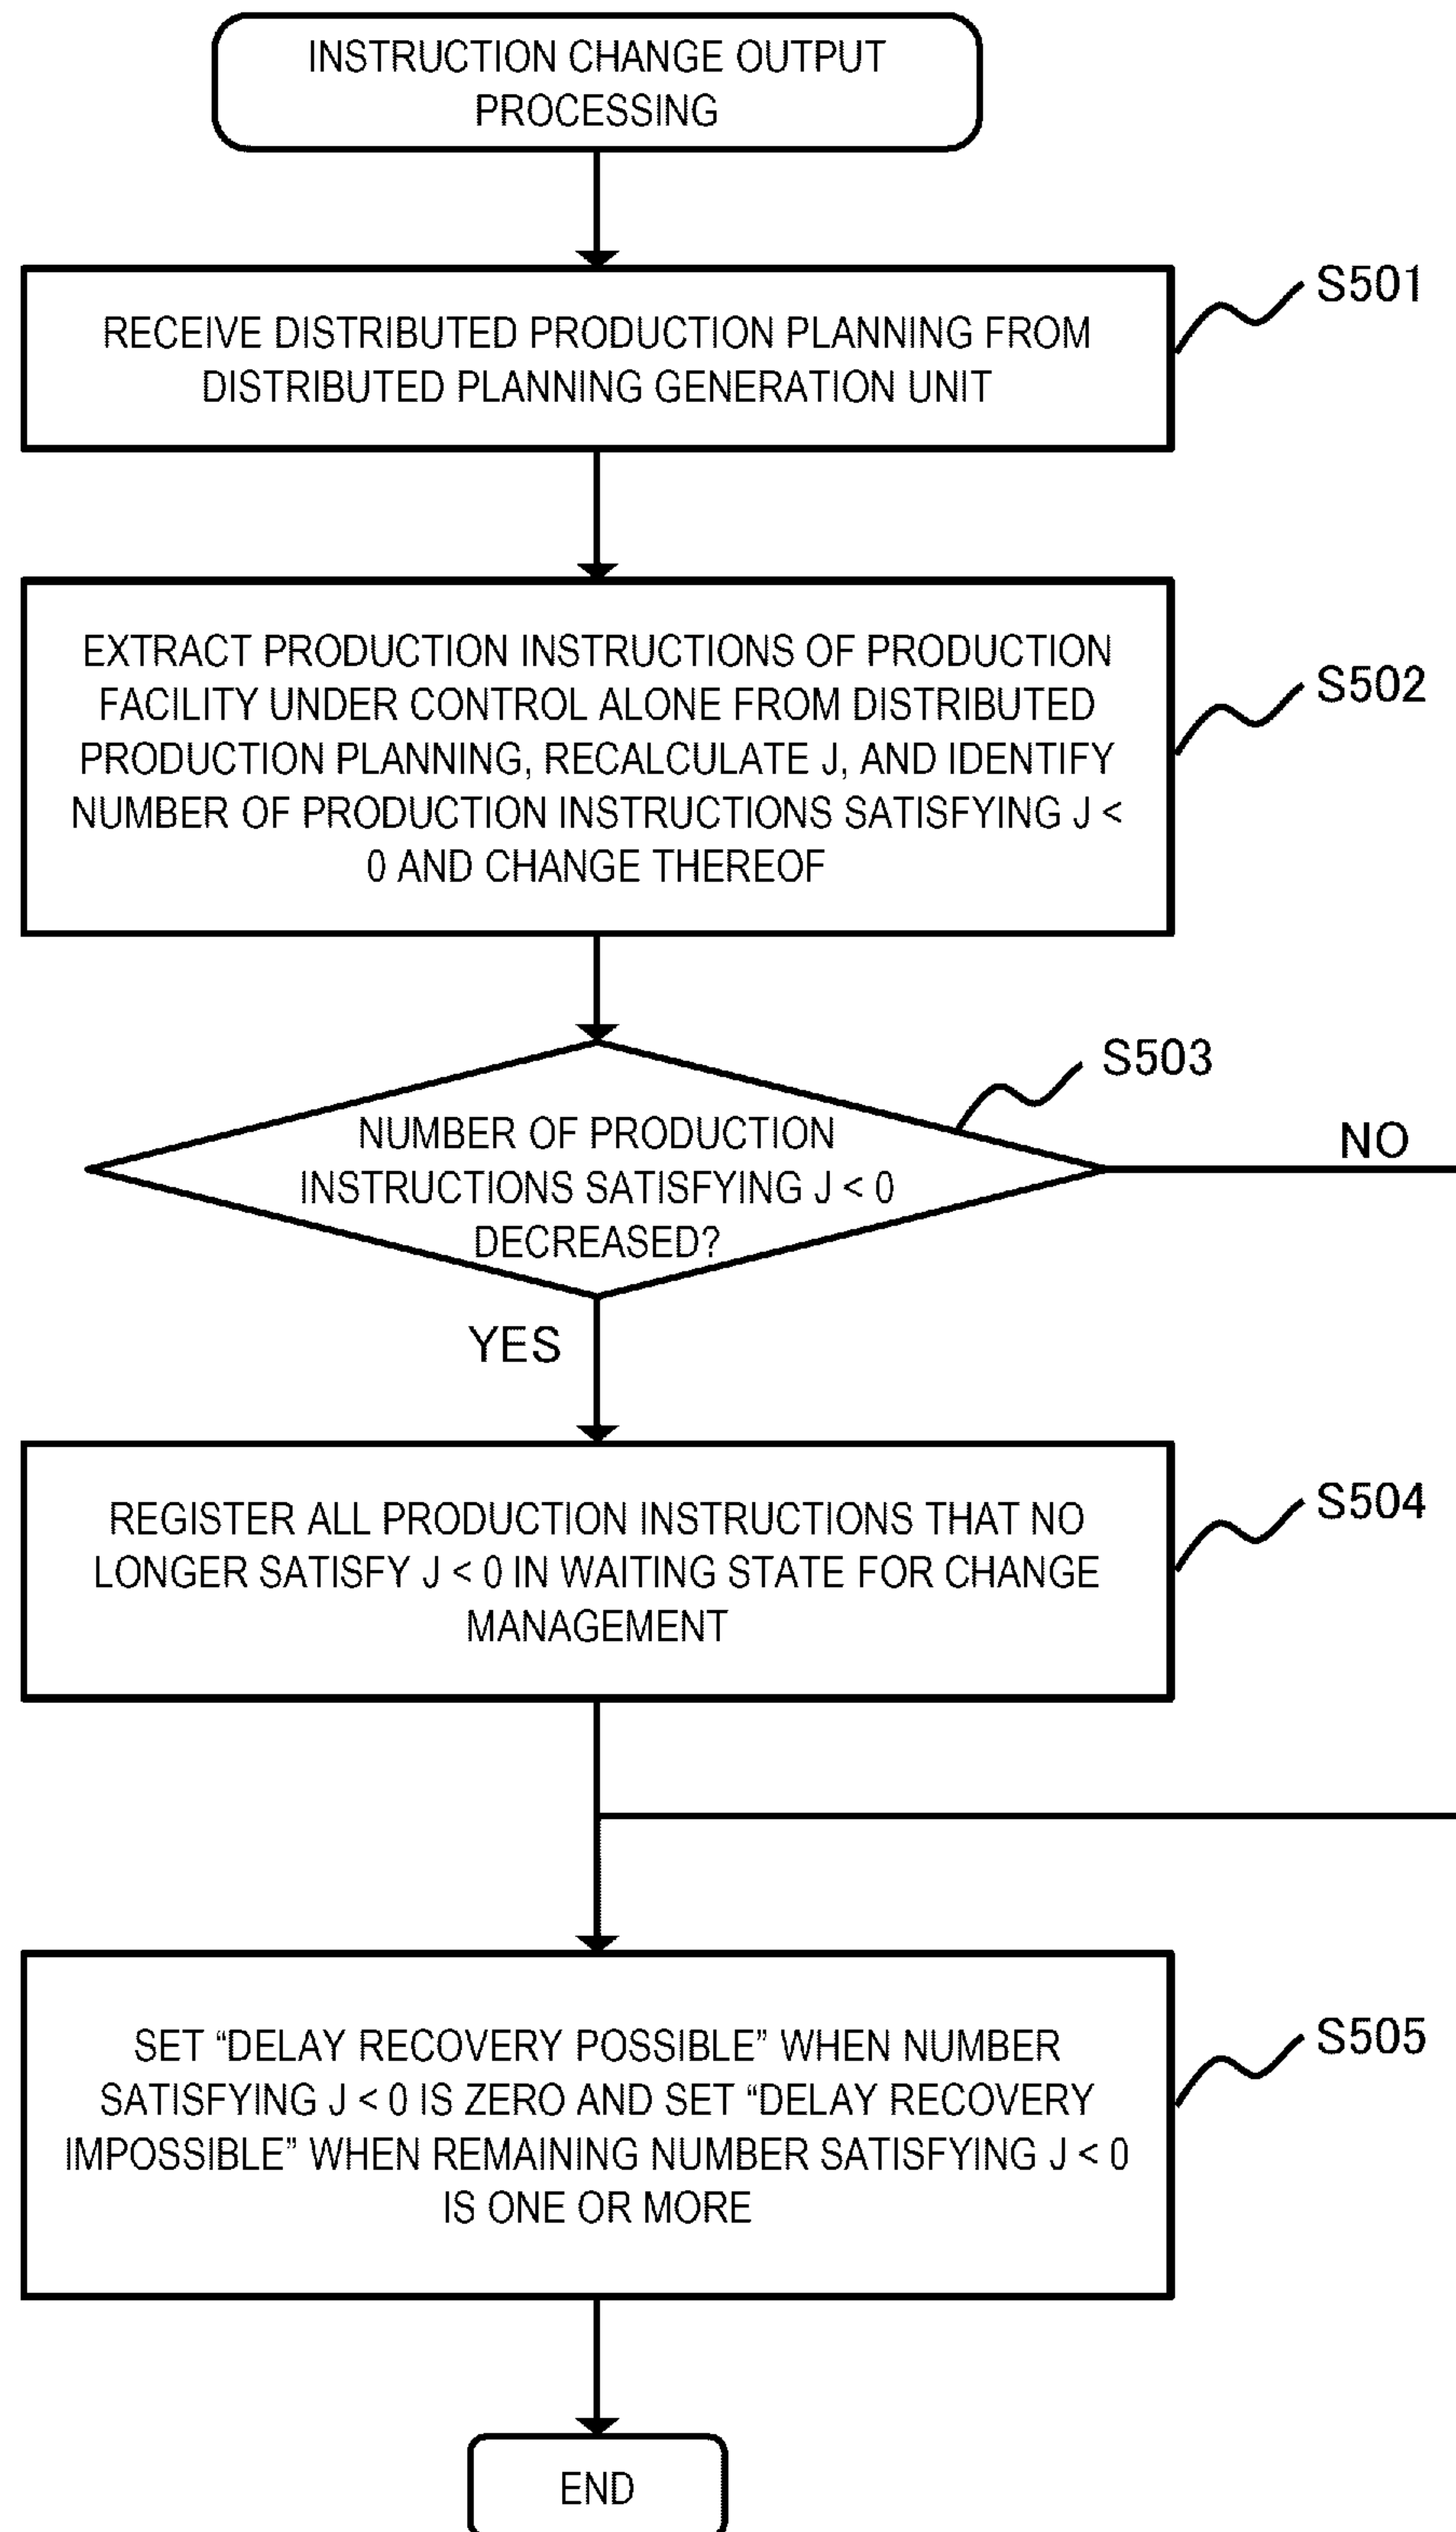 INSTRUCTION CHANGE OUTPUT
PROCESSING
S501
RECEIVE DISTRIBUTED PRODUCTION PLANNING FROM
DISTRIBUTED PLANNING GENERATION UNIT
S502
EXTRACT PRODUCTION INSTRUCTIONS OF PRODUCTION
FACILITY UNDER CONTROL ALONE FROM DISTRIBUTED
PRODUCTION PLANNING, RECALCULATE J, AND IDENTIFY
NUMBER OF PRODUCTION INSTRUCTIONS SATISFYING J <
0 AND CHANGE THEREOF
S503
NUMBER OF PRODUCTION
INSTRUCTIONS SATISFYING J < 0
DECREASED?
NO
YES
S504
REGISTER ALL PRODUCTION INSTRUCTIONS THAT NO
LONGER SATISFY J < 0 IN WAITING STATE FOR CHANGE
MANAGEMENT
S505
SET “DELAY RECOVERY POSSIBLE” WHEN NUMBER
SATISFYING J < 0 IS ZERO AND SET “DELAY RECOVERY
IMPOSSIBLE” WHEN REMAINING NUMBER SATISFYING J < 0
IS ONE OR MORE
END